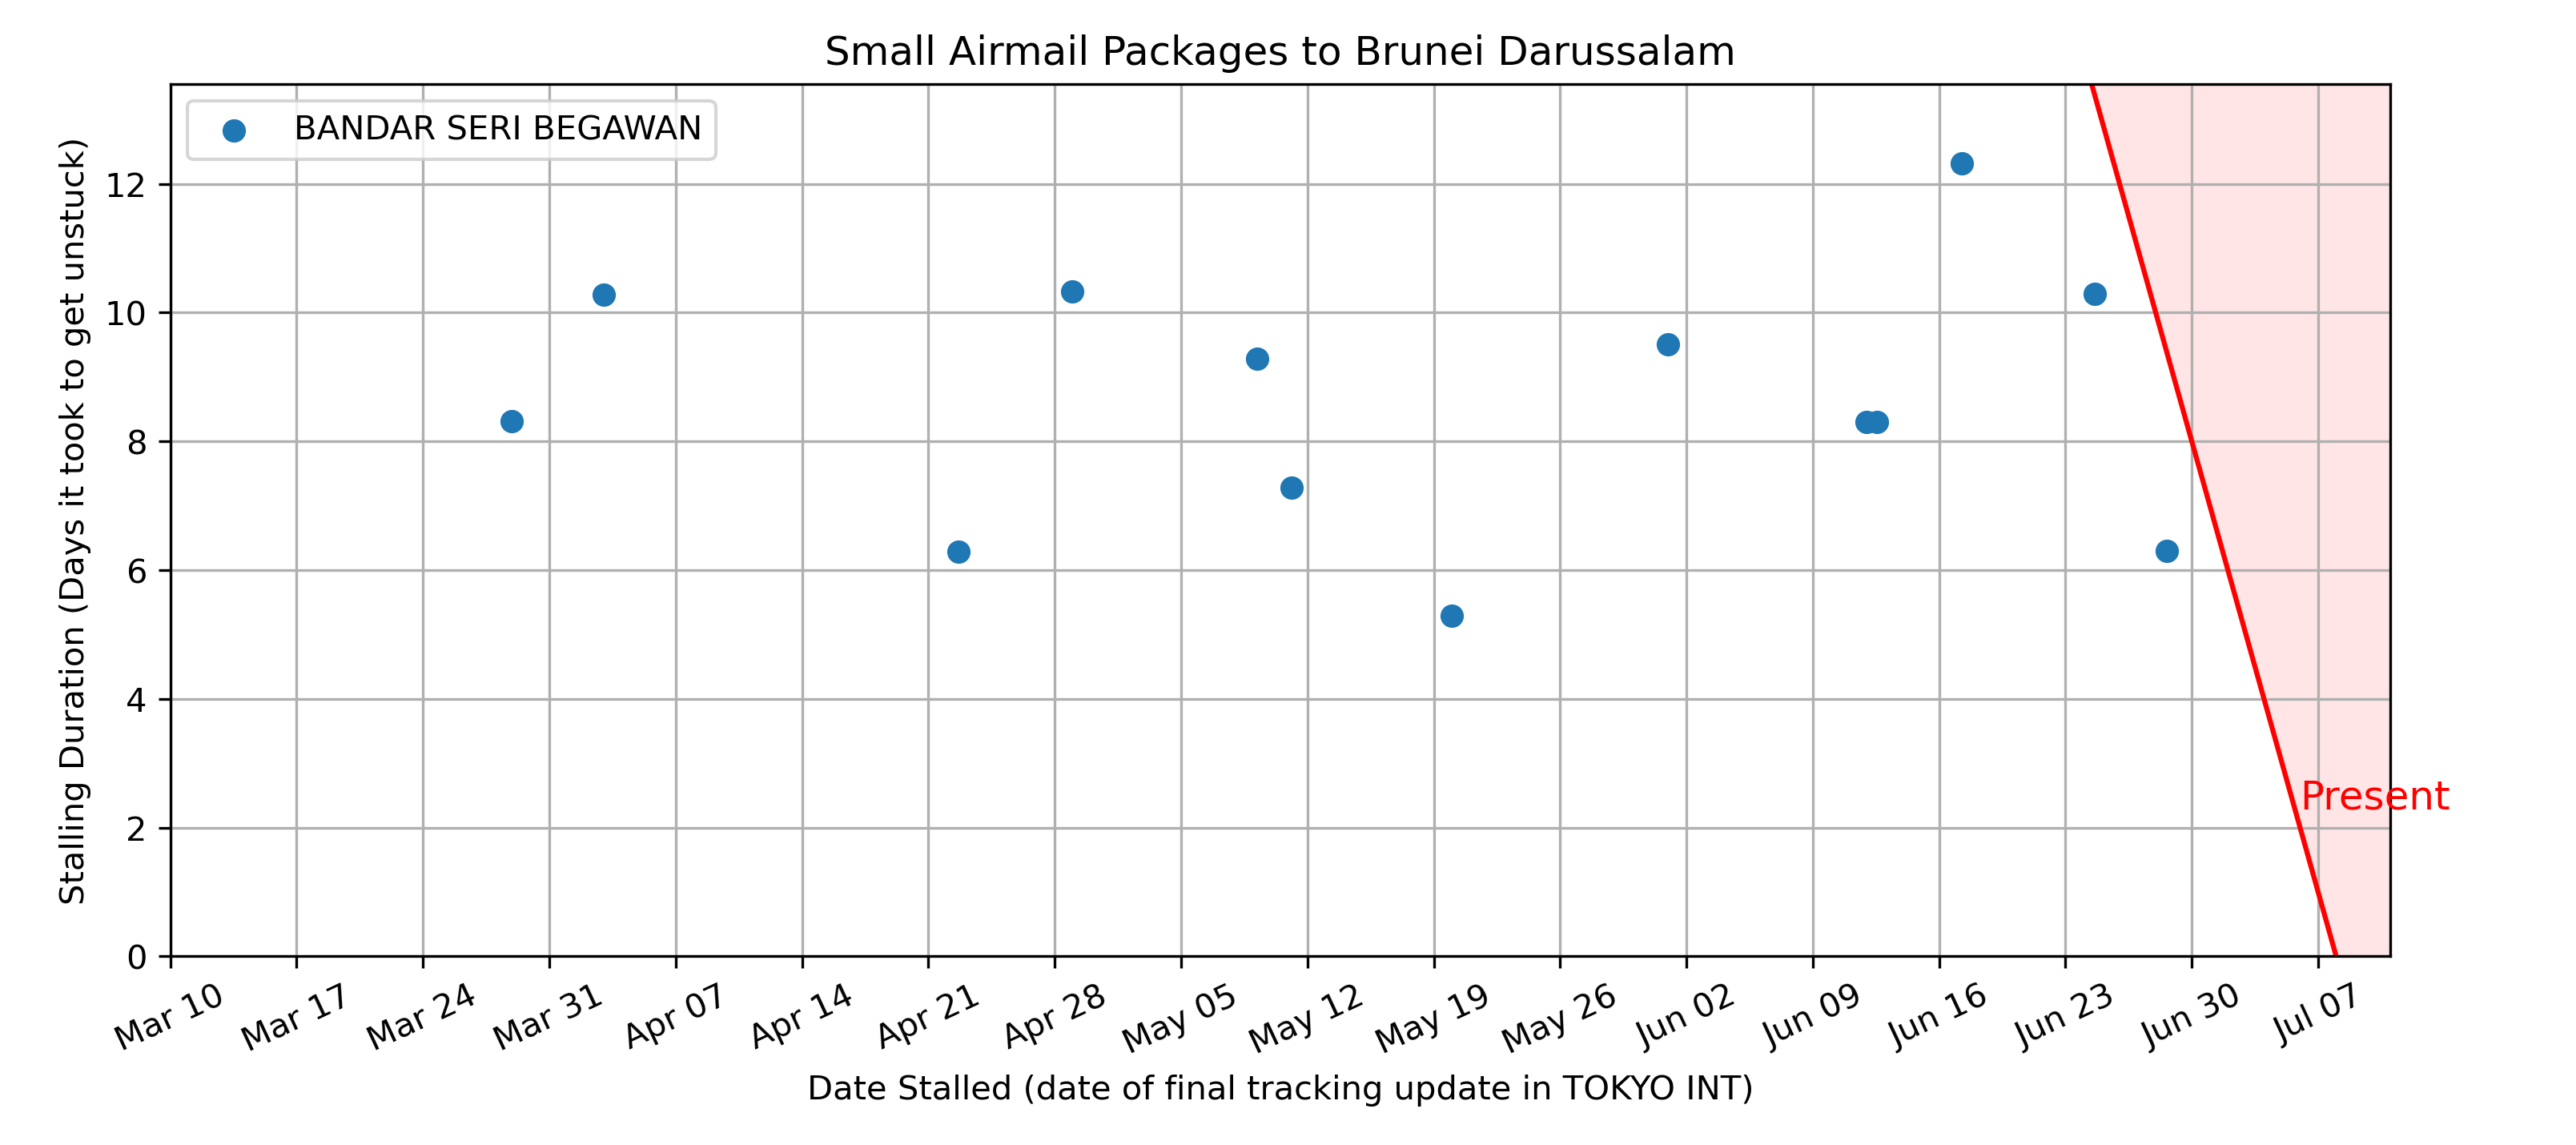 Small Airmail Packages to Brunei Darussalam
BANDAR SERI BEGAWAN
Stalling Duration (Days it took to get unstuck)
12
10
8
6
4
2
0
Present
Mar 10
Mar 17
Mar 24
Mar 31
Apr 07
Apr 14
Apr 21
Apr 28
May 05
May 12
May 19
May 26
Jun 02
Jun 09
Jun 16
Jun 23
Jun 30
Jul 07
Date Stalled (date of final tracking update in TOKYO INT)